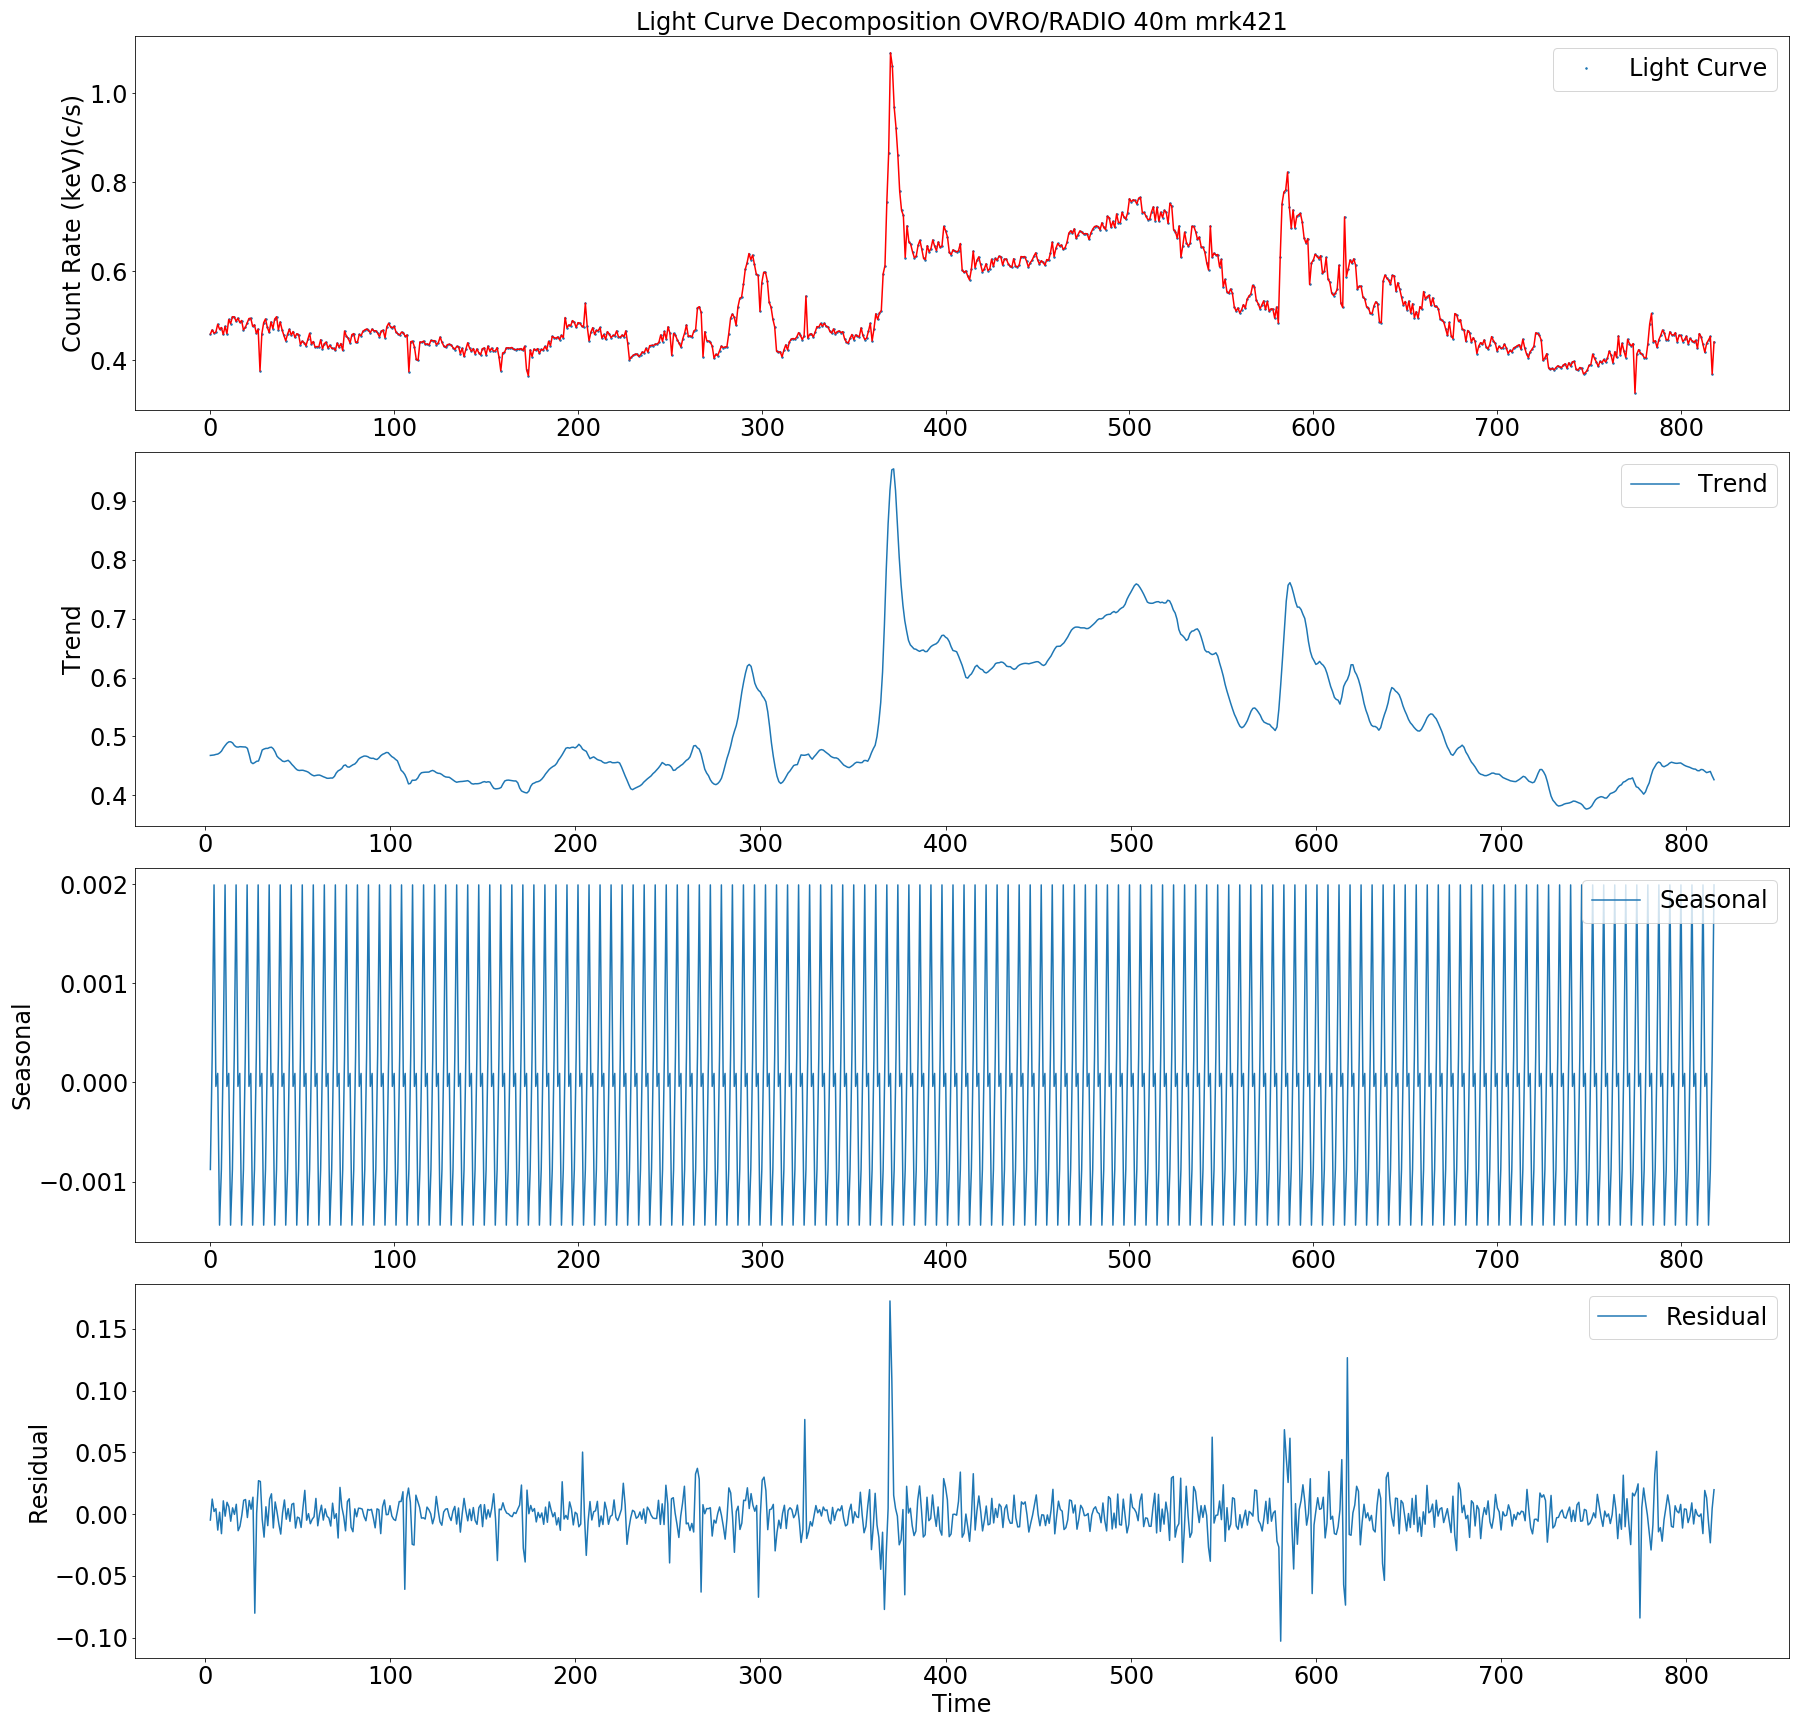 Light Curve Decomposition OVRO/RADIO 40m mrk421
Count Rate (keV)(c/s)
1.0
0.8
0.6
0.4
Light Curve
0 100 200 300 400 500 600 700 800
Trend
0.9
0.8
0.7
0.6
0.5
0.4
Trend
0 100 200 300 400 500 600 700 800
Seasonal
0.002
0.001
0.000
−0.001
Seasonal
0 100 200 300 400 500 600 700 800
Residual
0.15
0.10
0.05
0.00
−0.05
−0.10
Residual
0 100 200 300 400 500 600 700 800
Time